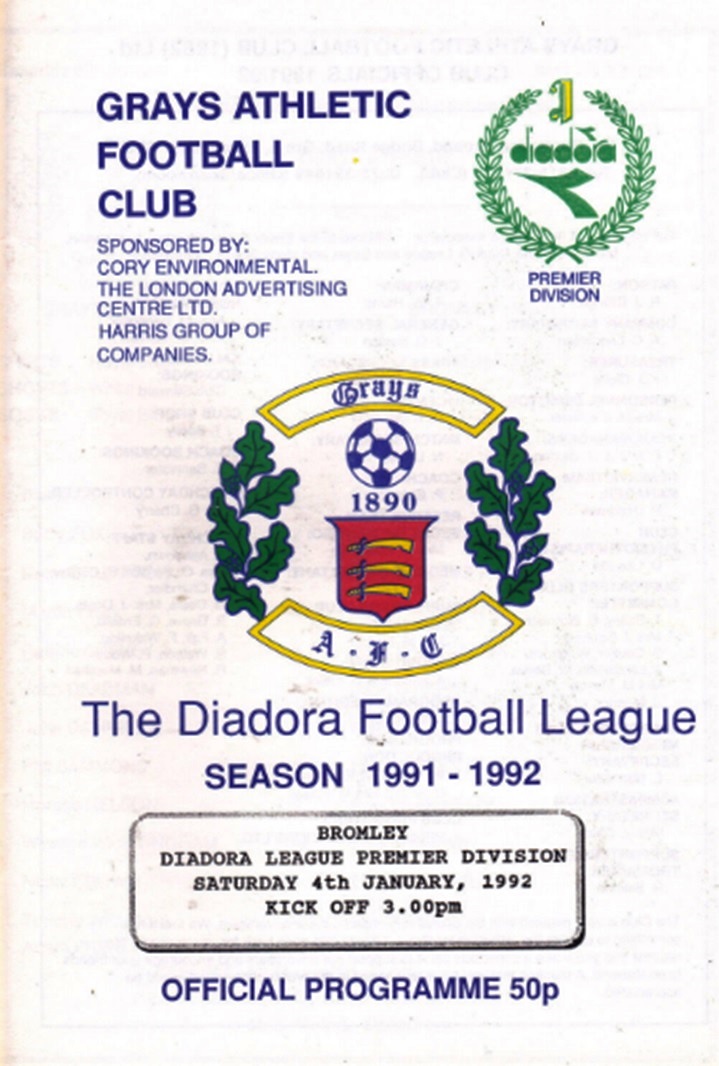 GRAYS ATHLETIC
FOOTBALL
CLUB
SPONSORED BY:
CORY ENVIRONMENTAL.
THE LONDON ADVERTISING
CENTRE LTD.
HARRIS GROUP OF
COMPANIES.
diadora
PREMIER
DIVISION
Grays
1890
A · F · C
The Diadora Football League
SEASON 1991 - 1992
BROMLEY
DIADORA LEAGUE PREMIER DIVISION
SATURDAY 4th JANUARY, 1992
KICK OFF 3.00pm
OFFICIAL PROGRAMME 50p